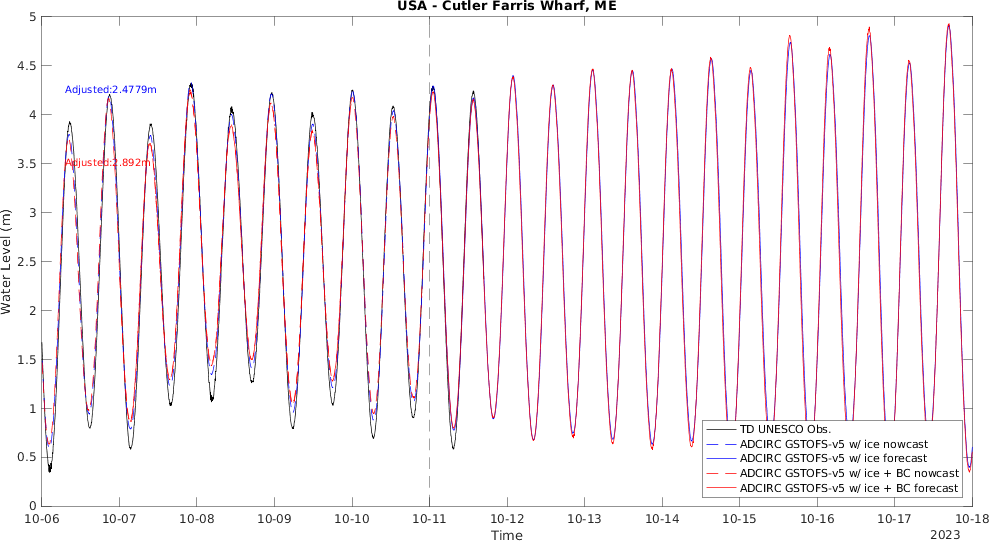 USA - Cutler Farris Wharf, ME
5
4.5
4
3.5
3
2.5
2
1.5
1
0.5
0
Water Level (m)
Adjusted:2.4779m
Adjusted:2.892m
TD UNESCO Obs.
ADCIRC GSTOFS-v5 w/ ice nowcast
ADCIRC GSTOFS-v5 w/ ice forecast
ADCIRC GSTOFS-v5 w/ ice + BC nowcast
ADCIRC GSTOFS-v5 w/ ice + BC forecast
10-06 10-07 10-08 10-09 10-10 10-11 10-12 10-13 10-14 10-15 10-16 10-17 10-18
Time
2023